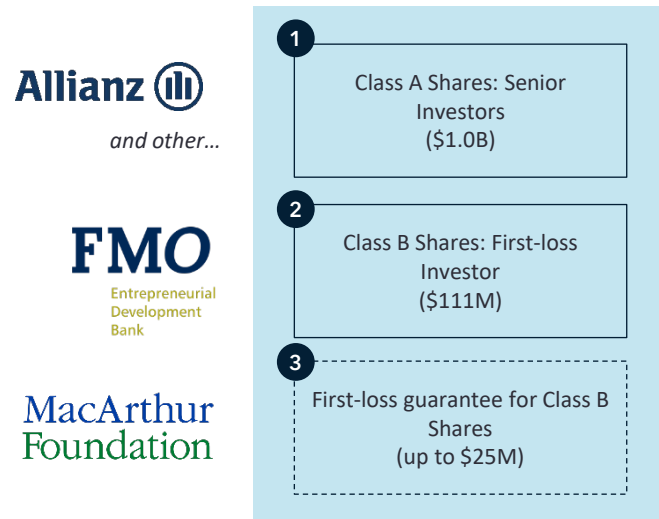 1
Allianz
Class A Shares: Senior
Investors
($1.0B)
and other...
2
FMO
Entrepreneurial
Development
Bank
Class B Shares: First-loss
Investor
($111M)
3
MacArthur
Foundation
First-loss guarantee for Class B
Shares
(up to $25M)